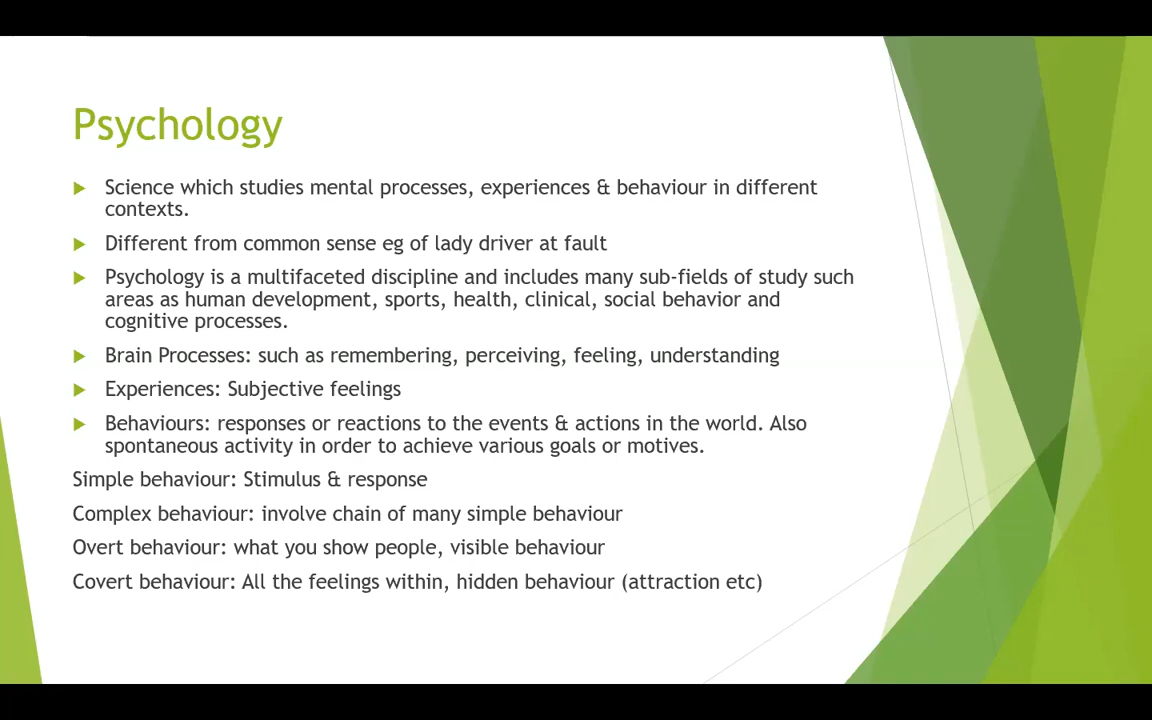 Psychology
Science which studies mental processes, experiences & behaviour in different
contexts.
Different from common sense eg of lady driver at fault
Psychology is a multifaceted discipline and includes many sub-fields of study such
areas as human development, sports, health, clinical, social behavior and
cognitive processes.
Brain Processes: such as remembering, perceiving, feeling, understanding
Experiences: Subjective feelings
Behaviours: responses or reactions to the events & actions in the world. Also
spontaneous activity in order to achieve various goals or motives.
Simple behaviour: Stimulus & response
Complex behaviour: involve chain of many simple behaviour
Overt behaviour: what you show people, visible behaviour
Covert behaviour: All the feelings within, hidden behaviour (attraction etc)